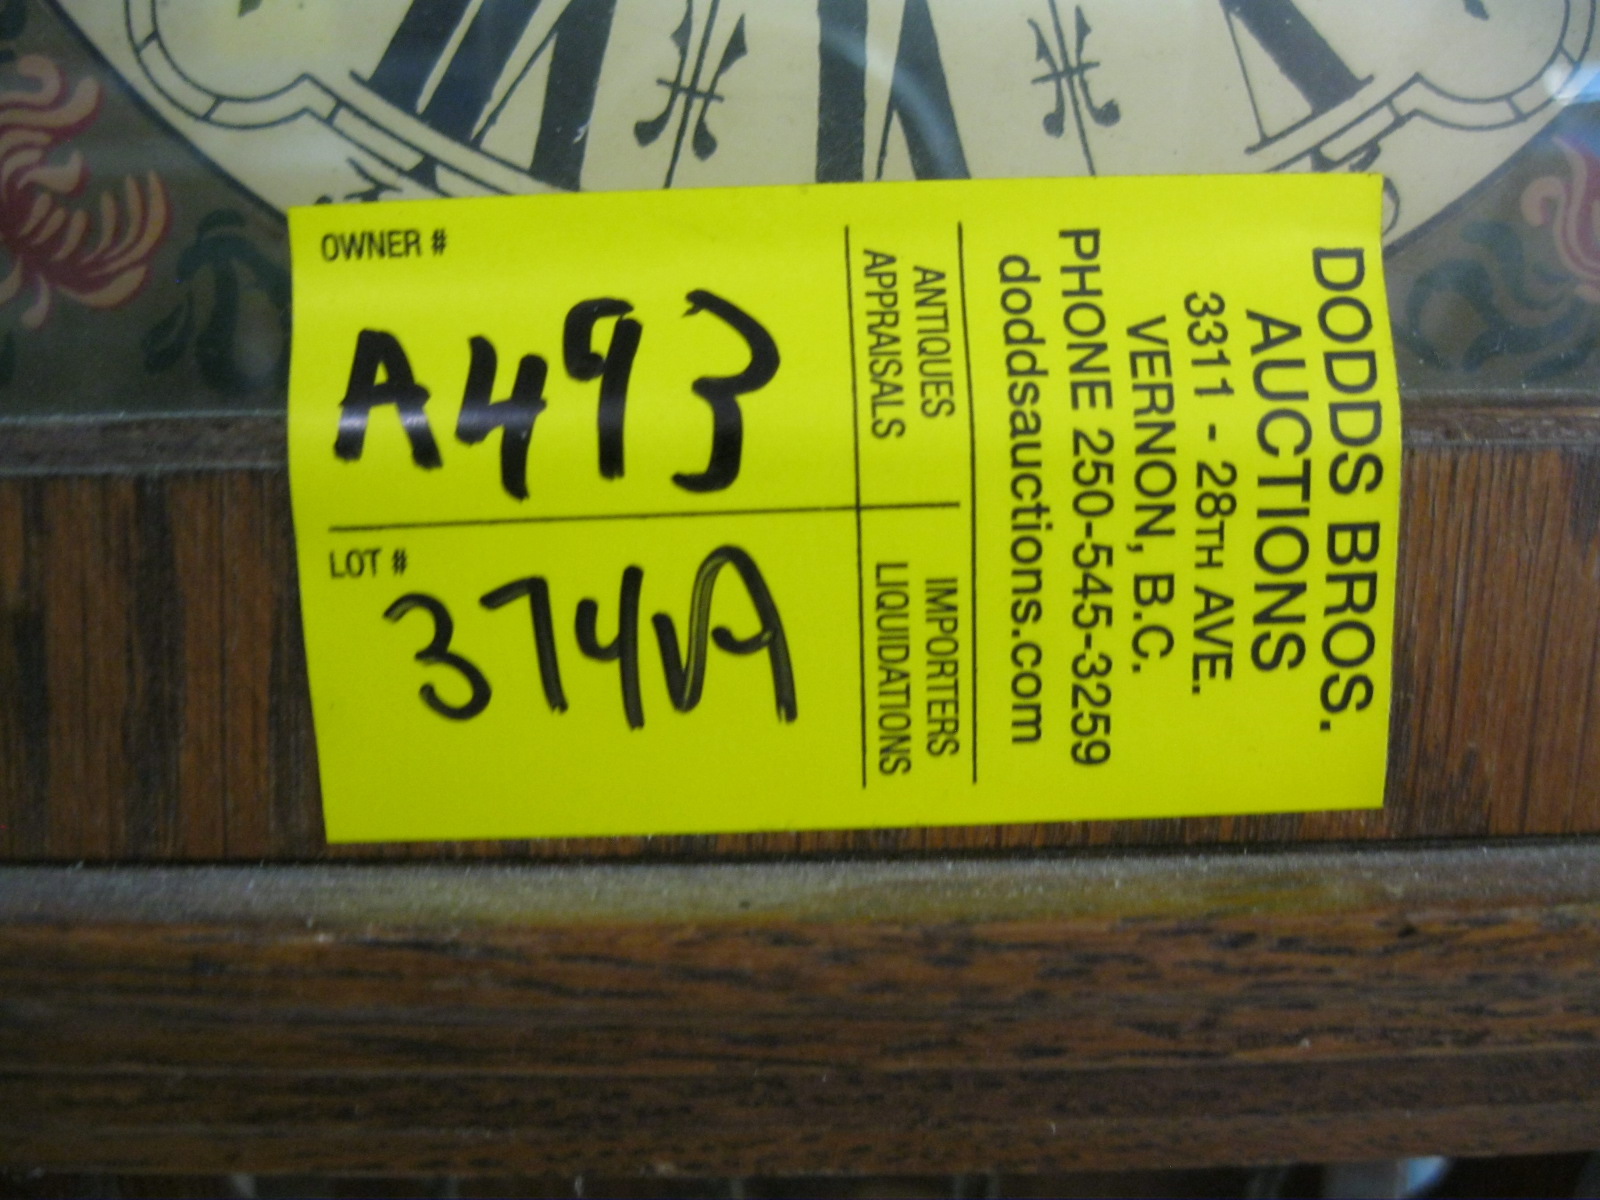 DODDS BROS.
AUCTIONS
3311 - 28TH AVE.
VERNON, B.C.
PHONE 250-545-3259
doddsauctions.com
ANTIQUES
APPRAISALS
IMPORTERS
LIQUIDATIONS
OWNER #
A493
LOT #
374A